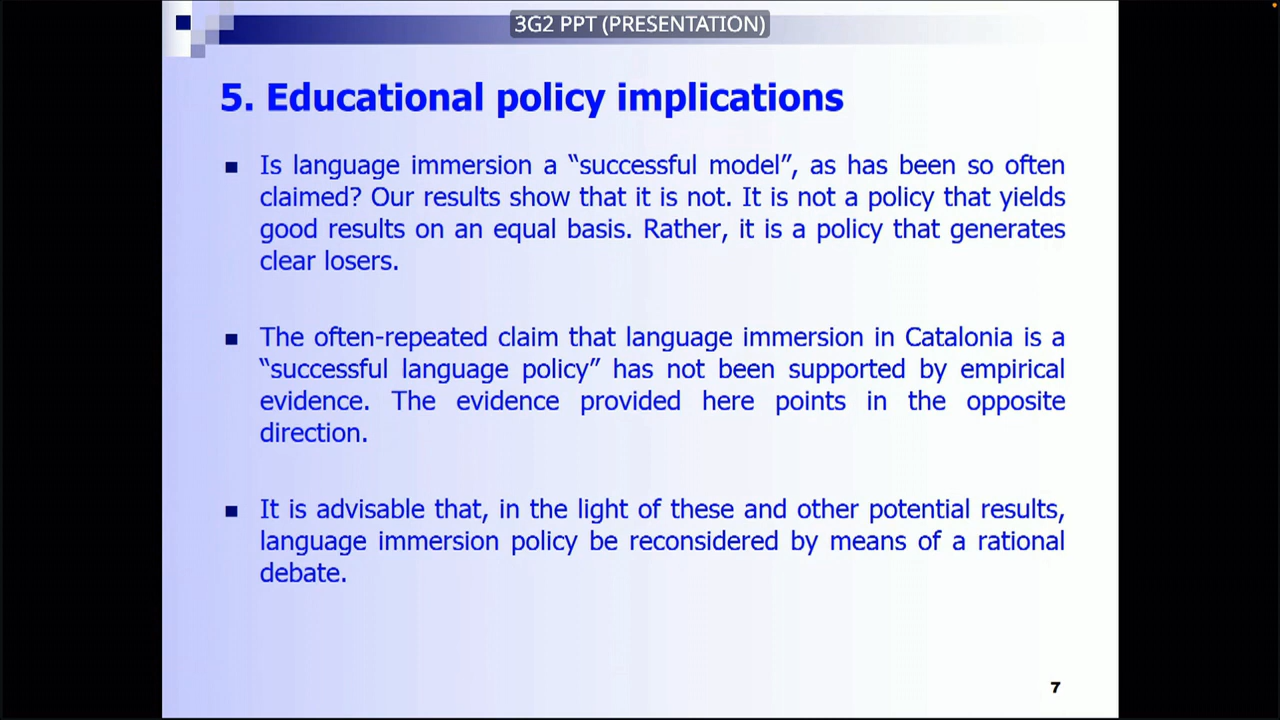 3G2 PPT (PRESENTATION)
5. Educational policy implications
Is language immersion a “successful model”, as has been so often
claimed? Our results show that it is not. It is not a policy that yields
good results on an equal basis. Rather, it is a policy that generates
clear losers.
The often-repeated claim that language immersion in Catalonia is a
“successful language policy” has not been supported by empirical
evidence. The evidence provided here points in the opposite
direction.
It is advisable that, in the light of these and other potential results,
language immersion policy be reconsidered by means of a rational
debate.
7